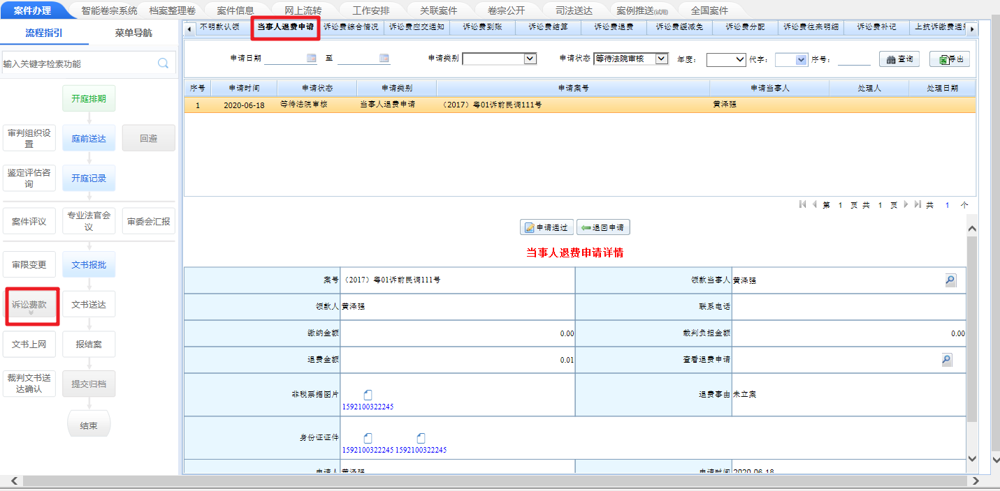 案件办理 智能卷宗系统 档案整理卷 案件信息 网上流转 工作安排 关联案件 卷宗公开 司法送达 案例推送(试用) 全国案件
流程指引 菜单导航
输入关键字检索功能
开庭排期
审判组织设置 庭前送达 回避
鉴定评估咨询 开庭记录
案件评议 专业法官会议 审委会汇报
审限变更 文书报批
诉讼费款 文书送达
文书上网 报结案
裁判文书送达确认 提交归档
结束
不明款认领 当事人退费申请 诉讼费综合情况 诉讼费应交通知 诉讼费到账 诉讼费结算 诉讼费退费 诉讼费缓减免 诉讼费分配 诉讼费往来明细 诉讼费补记 上抗诉缴费通
申请日期 至 申请类别 申请状态 等待法院审核 年度: 代字: 序号: 查询 导出
序号 申请时间 申请状态 申请类别 申请案号 申请当事人 处理人 处理日期
1 2020-06-18 等待法院审核 当事人退费申请 (2017)粤01诉前民调111号 黄泽强
第 1 页 共 1 页 共 1 个
申请通过 退回申请
当事人退费申请详情
案号 (2017)粤01诉前民调111号 领款当事人 黄泽强
领款人 黄泽强 联系电话
缴纳金额 0.00 裁判负担金额 0.00
退费金额 0.01 查看退费申请
非税票据图片 1592100322245 退费事由 未立案
身份证证件 1592100322245 1592100322245
申请人 黄泽强 申请时间 2020-06-18